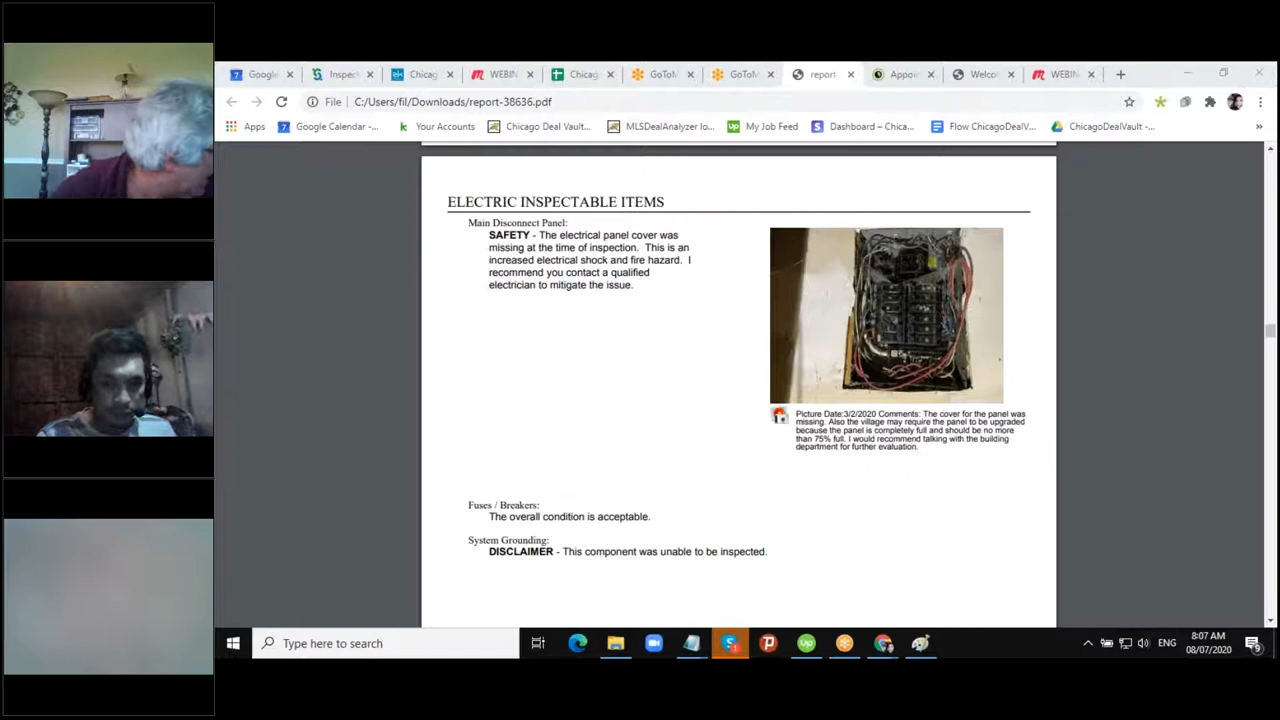 Google
Inspect
Chicag
WEBIN
Chicag
GoToM
GoToM
report
Appoi
Welco
WEBIN
File
C:/Users/fil/Downloads/report-38636.pdf
Apps
Google Calendar -...
Your Accounts
Chicago Deal Vault...
MLSDealAnalyzer lo...
My Job Feed
Dashboard – Chica...
Flow ChicagoDealV...
ChicagoDealVault-...
ELECTRIC INSPECTABLE ITEMS
Main Disconnect Panel:
SAFETY - The electrical panel cover was
missing at the time of inspection. This is an
increased electrical shock and fire hazard. I
recommend you contact a qualified
electrician to mitigate the issue.
Picture Date:3/2/2020 Comments: The cover for the panel was
missing. Also the village may require the panel to be upgraded
because the panel is completely full and should be no more
than 75% full. I would recommend talking with the building
department for further evaluation.
Fuses / Breakers:
The overall condition is acceptable.
System Grounding:
DISCLAIMER - This component was unable to be inspected.
Type here to search
ENG
8:07 AM
08/07/2020